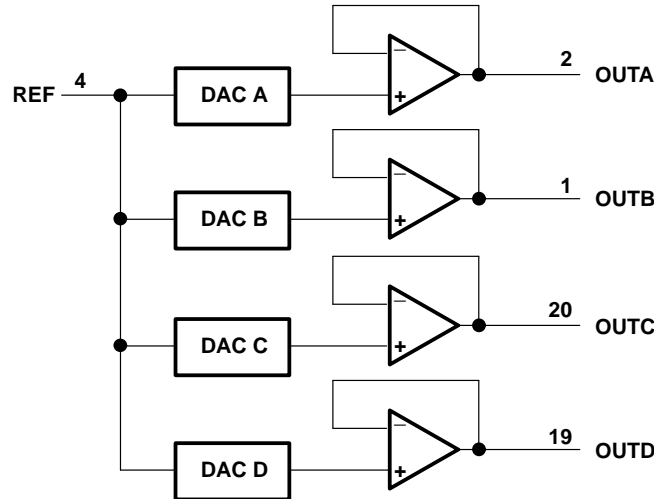 2 OUTA
REF 4 DAC A
− +
1 OUTB
DAC B
− +
20 OUTC
DAC C
− +
19 OUTD
DAC D
− +